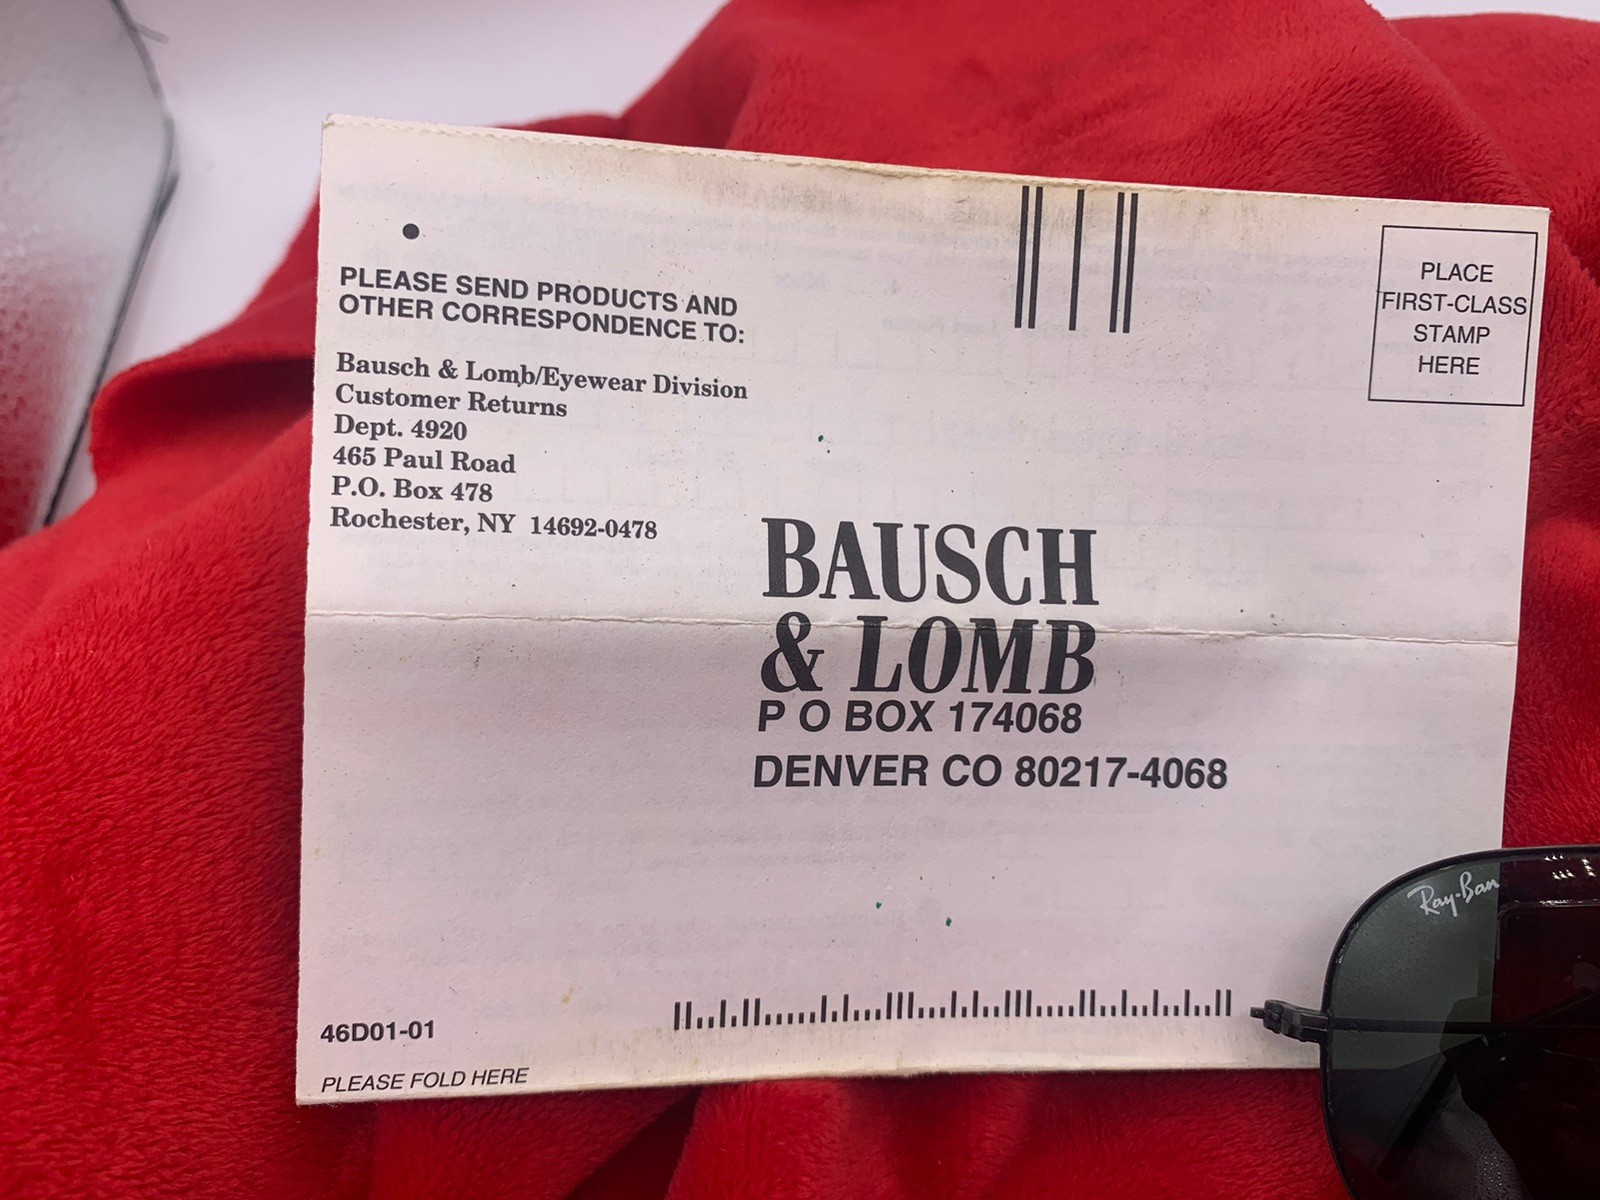 PLEASE SEND PRODUCTS AND
OTHER CORRESPONDENCE TO:
Bausch & Lomb/Eyewear Division
Customer Returns
Dept. 4920
465 Paul Road
P.O. Box 478
Rochester, NY 14692-0478
PLACE
FIRST-CLASS
STAMP
HERE
BAUSCH
& LOMB
P O BOX 174068
DENVER CO 80217-4068
Ray-Ban
46D01-01
PLEASE FOLD HERE